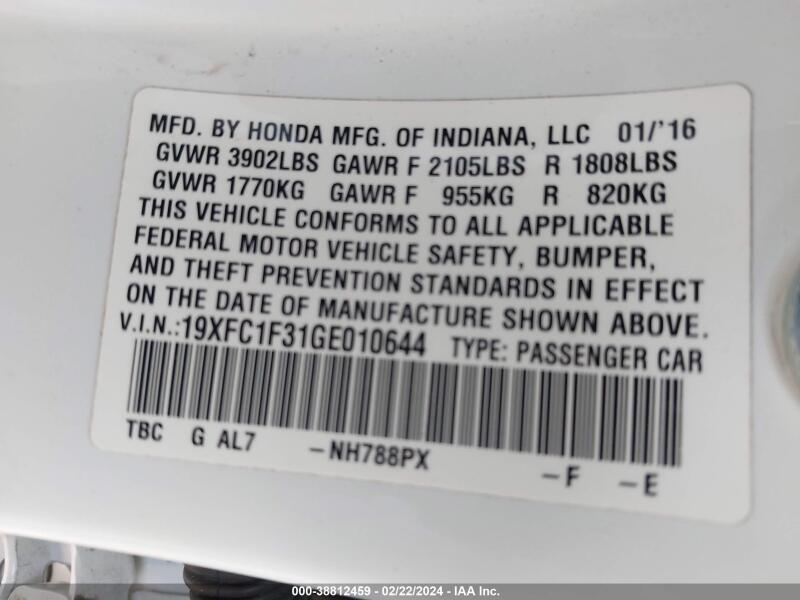 MFD. BY HONDA MFG. OF INDIANA, LLC 01/'16
GVWR 3902LBS GAWR F 2105LBS R 1808LBS
GVWR 1770KG GAWR F 955KG R 820KG
THIS VEHICLE CONFORMS TO ALL APPLICABLE
FEDERAL MOTOR VEHICLE SAFETY, BUMPER,
AND THEFT PREVENTION STANDARDS IN EFFECT
ON THE DATE OF MANUFACTURE SHOWN ABOVE.
V.I.N.:19XFC1F31GE010644 TYPE: PASSENGER CAR
TBC G AL7 -NH788PX -F -E
000-38812459 - 02/22/2024 - IAA Inc.